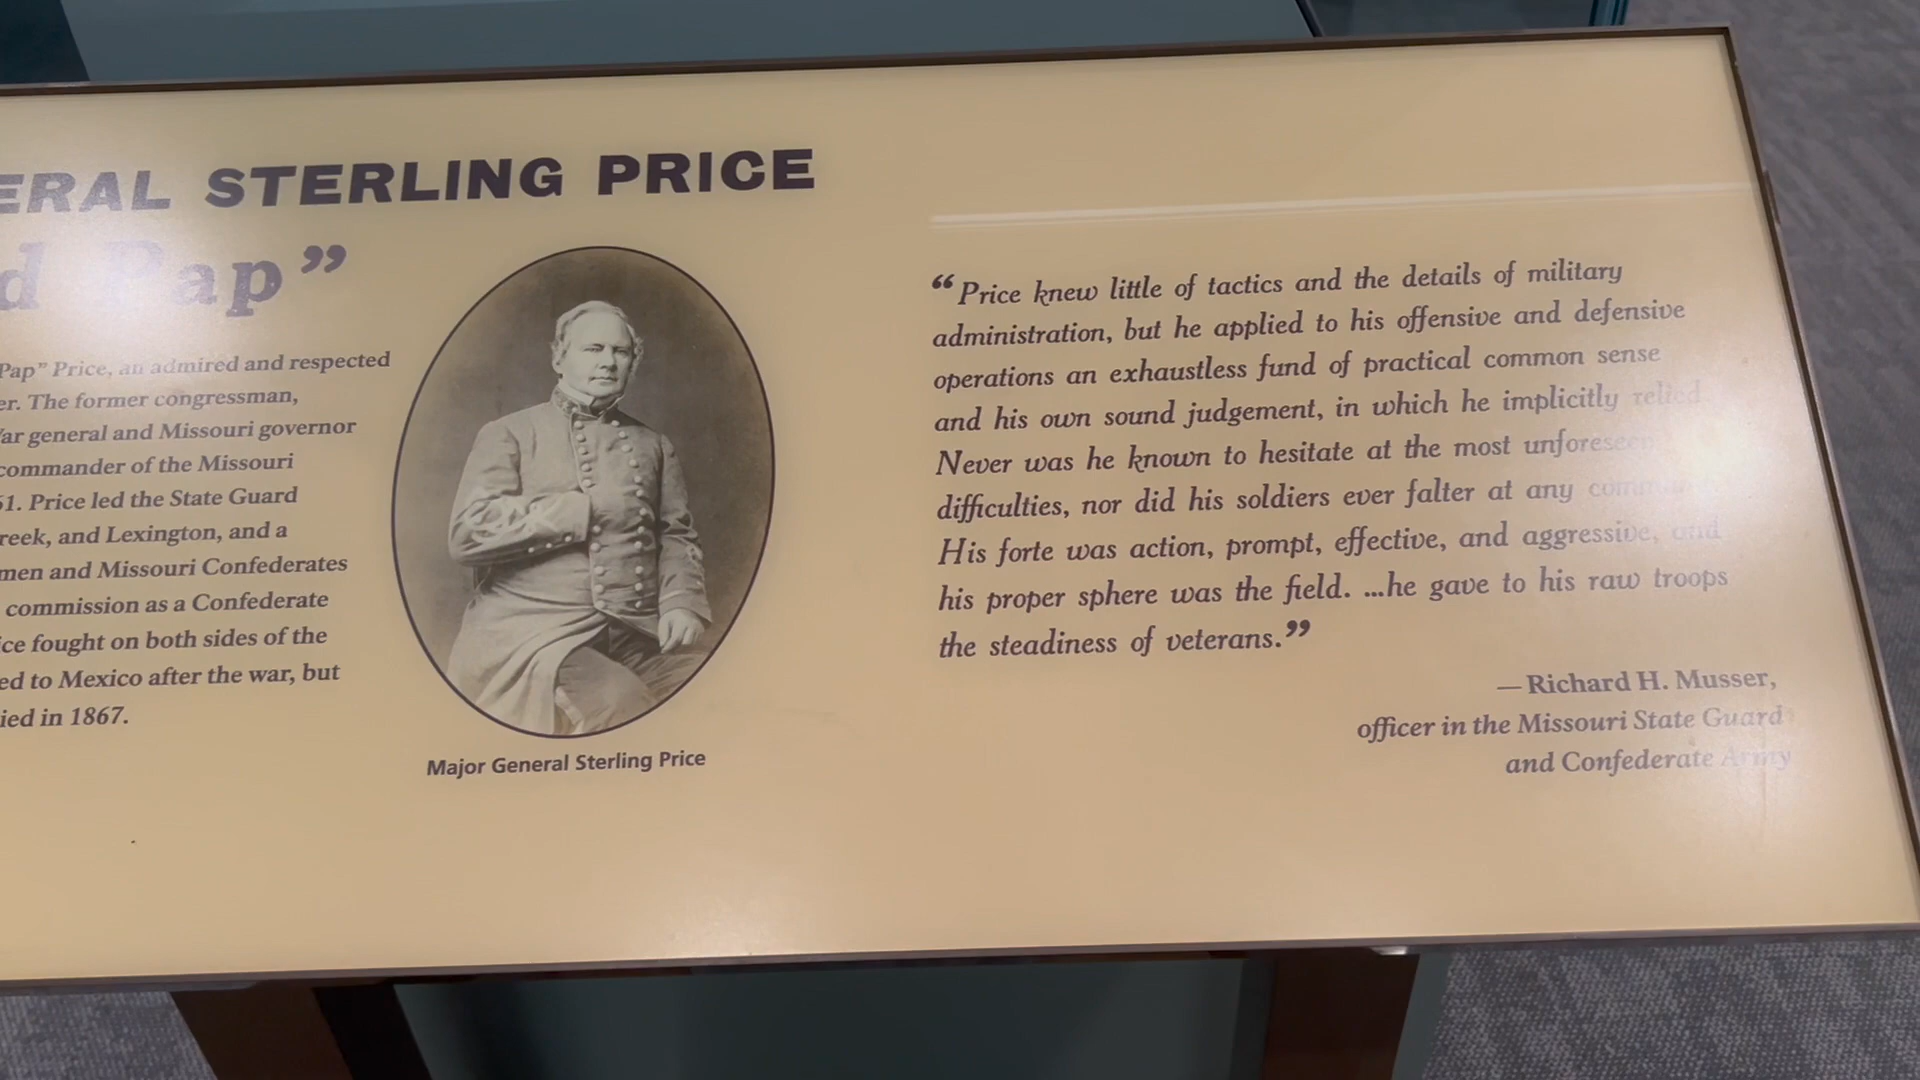 ERAL STERLING PRICE
d Pap”
Pap” Price, an admired and respected
er. The former congressman,
ar general and Missouri governor
commander of the Missouri
1. Price led the State Guard
reek, and Lexington, and a
men and Missouri Confederates
commission as a Confederate
ice fought on both sides of the
ed to Mexico after the war, but
ied in 1867.
Major General Sterling Price
“Price knew little of tactics and the details of military
administration, but he applied to his offensive and defensive
operations an exhaustless fund of practical common sense
and his own sound judgement, in which he implicitly relied.
Never was he known to hesitate at the most unforeseen
difficulties, nor did his soldiers ever falter at any
His forte was action, prompt, effective, and aggressive, and
his proper sphere was the field. ...he gave to his raw troops
the steadiness of veterans.”
— Richard H. Musser,
officer in the Missouri State Guard
and Confederate Army